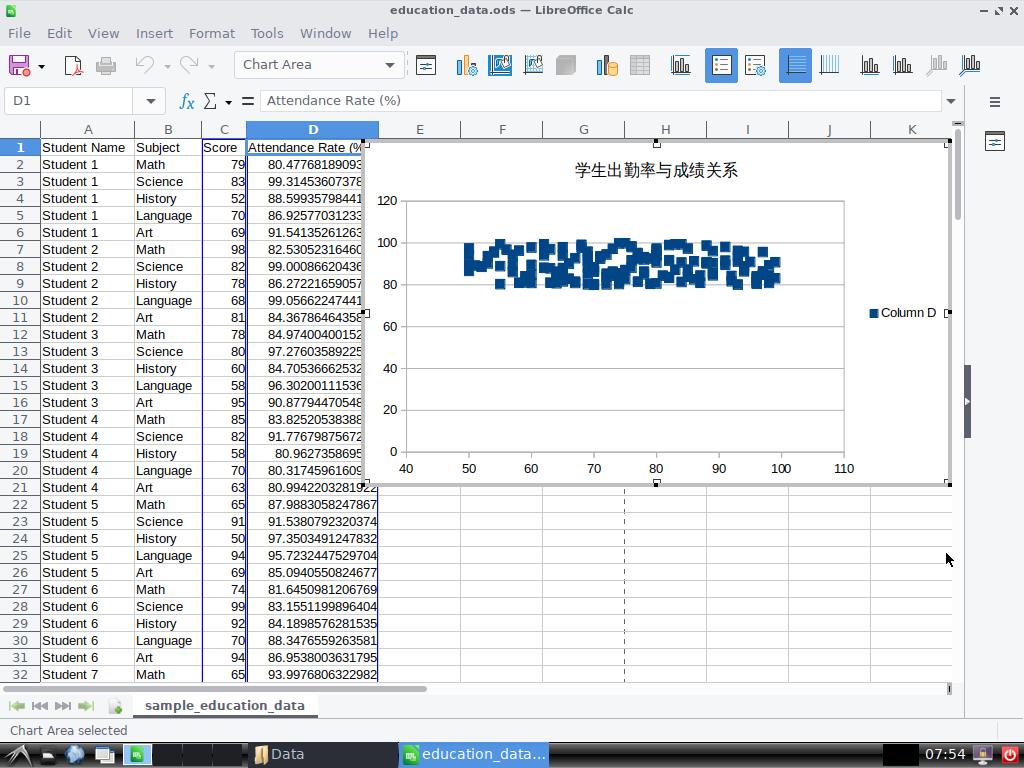 education_data.ods — LibreOffice Calc
File Edit View Insert Format Tools Window Help
Chart Area
D1 fx Σ = Attendance Rate (%)
A B C D E F G H I J K
1 Student Name Subject Score Attendance Rate (%
2 Student 1 Math 79 80.47768189093
3 Student 1 Science 83 99.31453607378
4 Student 1 History 52 88.59935798441
5 Student 1 Language 70 86.92577031233
6 Student 1 Art 69 91.54135261263
7 Student 2 Math 98 82.53052316460
8 Student 2 Science 82 99.00086620436
9 Student 2 History 78 86.27221659057
10 Student 2 Language 68 99.05662247441
11 Student 2 Art 81 84.36786464358
12 Student 3 Math 78 84.97400400152
13 Student 3 Science 80 97.27603589225
14 Student 3 History 60 84.70536662532
15 Student 3 Language 58 96.30200111536
16 Student 3 Art 95 90.87794470548
17 Student 4 Math 85 83.82520538388
18 Student 4 Science 82 91.77679875672
19 Student 4 History 58 80.9627358695
20 Student 4 Language 70 80.31745961609
21 Student 4 Art 63 80.9942203281922
22 Student 5 Math 65 87.9883058247867
23 Student 5 Science 91 91.5380792320374
24 Student 5 History 50 97.3503491247832
25 Student 5 Language 94 95.7232447529704
26 Student 5 Art 69 85.0940550824677
27 Student 6 Math 74 81.6450981206769
28 Student 6 Science 99 83.1551199896404
29 Student 6 History 92 84.1898576281535
30 Student 6 Language 70 88.3476559263581
31 Student 6 Art 94 86.9538003631795
32 Student 7 Math 65 93.9976806322982
学生出勤率与成绩关系
120
100
80
60
40
20
0
40 50 60 70 80 90 100 110
Column D
sample_education_data
Chart Area selected
Data education_data... 07:54